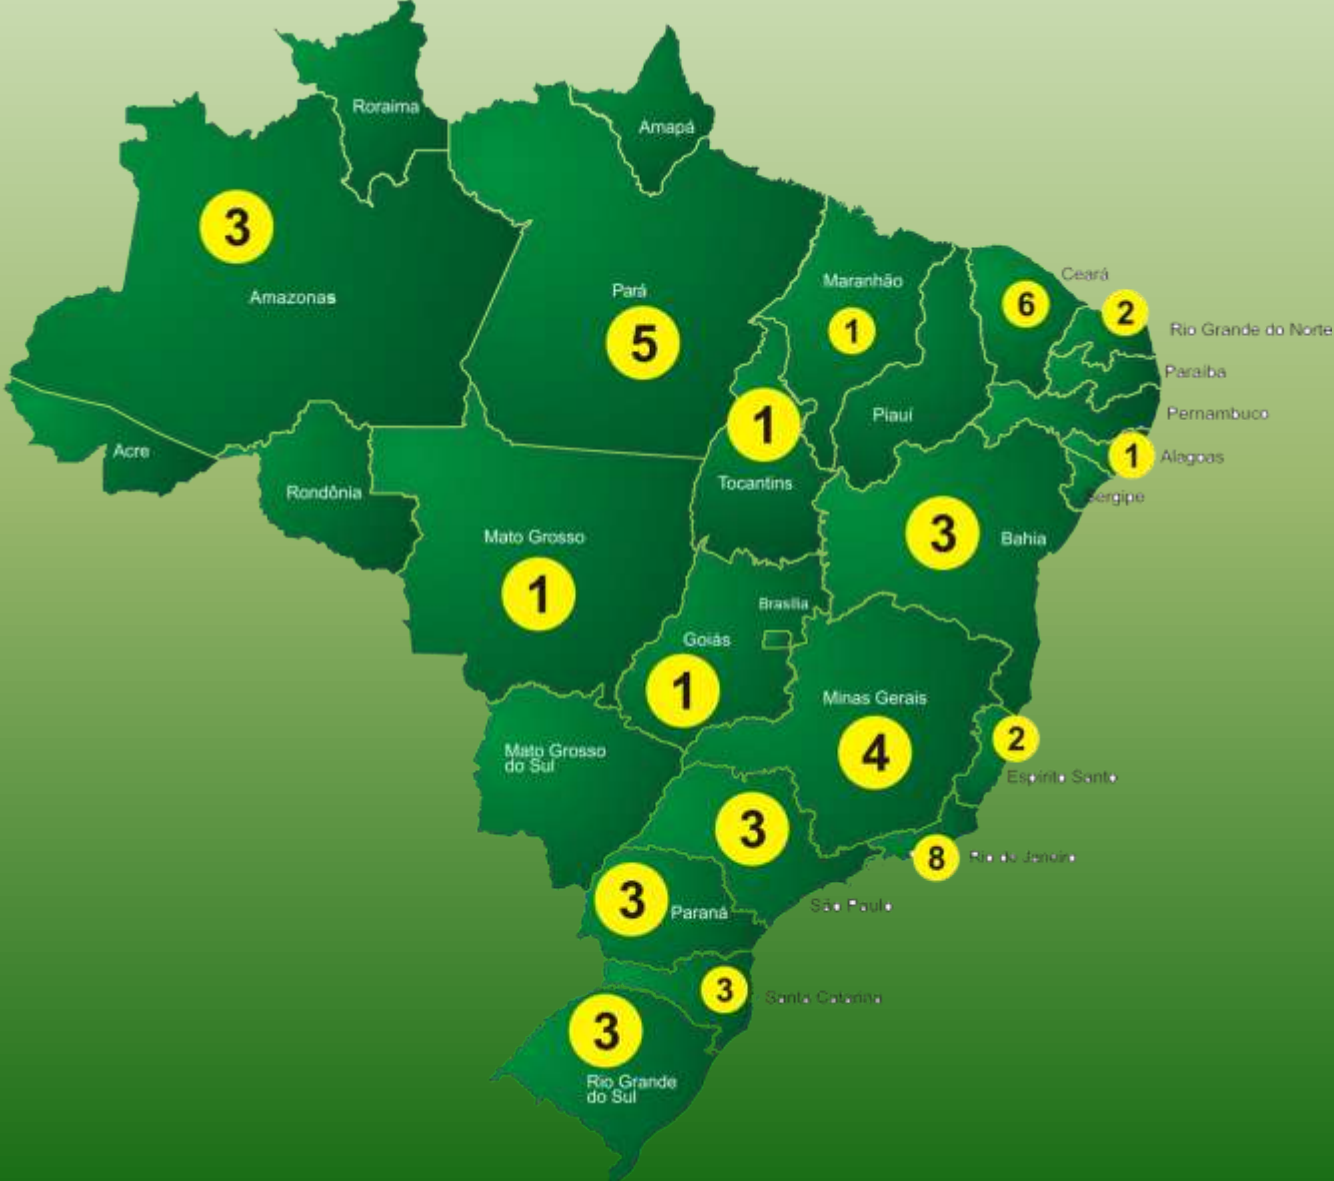 Roraima
Amapá
3
Amazonas
Pará
5
Maranhão
1
Ceará
6
2
Rio Grande do Norte
Paraíba
Pernambuco
Piauí
1
Tocantins
1
Alagoas
Sergipe
Acre
Rondônia
Mato Grosso
1
3
Bahia
Brasília
Goiás
1
Minas Gerais
4
2
Espírito Santo
Mato Grosso
do Sul
3
8
Rio de Janeiro
São Paulo
3
Paraná
3
Santa Catarina
3
Rio Grande
do Sul